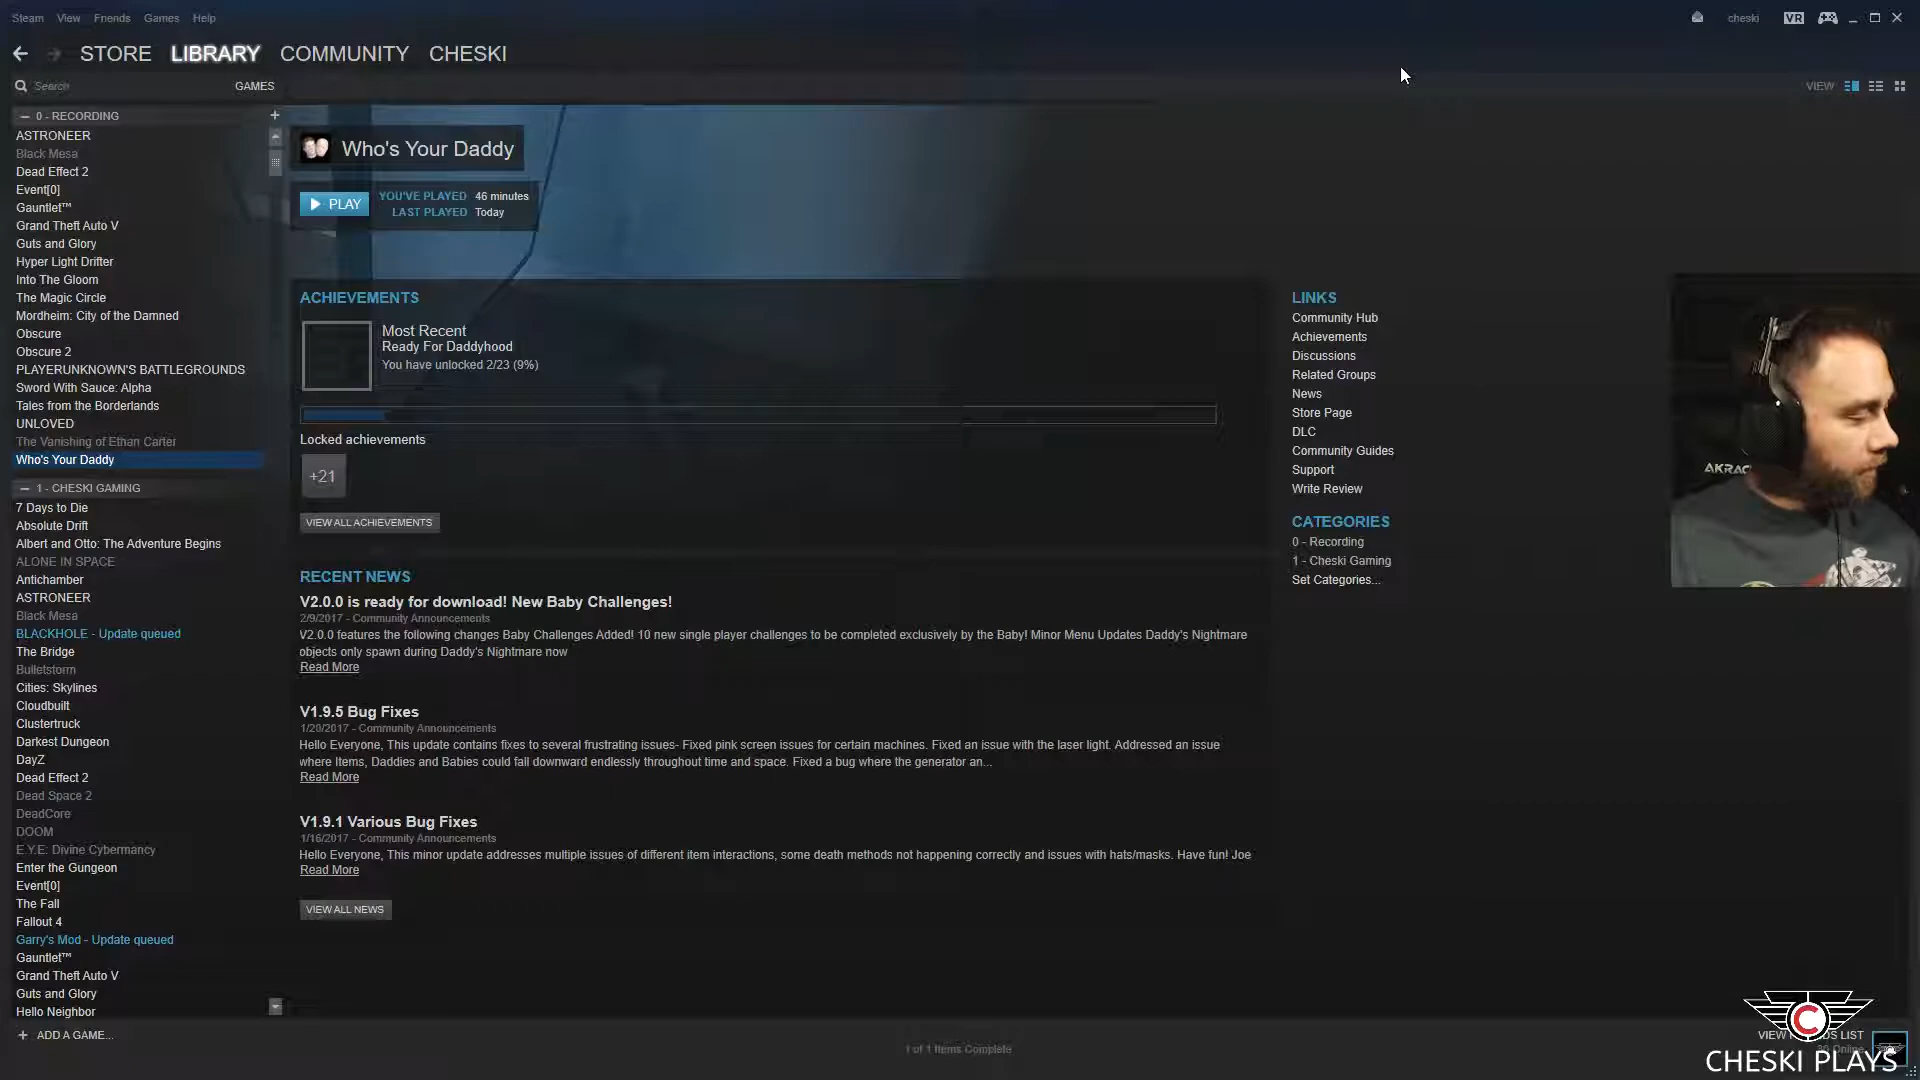 Steam View Friends Games Help
cheski VR
STORE LIBRARY COMMUNITY CHESKI
Search GAMES VIEW
0 - RECORDING
ASTRONEER
Black Mesa
Dead Effect 2
Event[0]
Gauntlet™
Grand Theft Auto V
Guts and Glory
Hyper Light Drifter
Into The Gloom
The Magic Circle
Mordheim: City of the Damned
Obscure
Obscure 2
PLAYERUNKNOWN'S BATTLEGROUNDS
Sword With Sauce: Alpha
Tales from the Borderlands
UNLOVED
The Vanishing of Ethan Carter
Who's Your Daddy
1 - CHESKI GAMING
7 Days to Die
Absolute Drift
Albert and Otto: The Adventure Begins
ALONE IN SPACE
Antichamber
ASTRONEER
Black Mesa
BLACKHOLE - Update queued
The Bridge
Bulletstorm
Cities: Skylines
Cloudbuilt
Clustertruck
Darkest Dungeon
DayZ
Dead Effect 2
Dead Space 2
DeadCore
DOOM
E.Y.E: Divine Cybermancy
Enter the Gungeon
Event[0]
The Fall
Fallout 4
Garry's Mod - Update queued
Gauntlet™
Grand Theft Auto V
Guts and Glory
Hello Neighbor
+ ADD A GAME...
Who's Your Daddy
PLAY
YOU'VE PLAYED 46 minutes
LAST PLAYED Today
ACHIEVEMENTS
Most Recent
Ready For Daddyhood
You have unlocked 2/23 (9%)
Locked achievements
+21
VIEW ALL ACHIEVEMENTS
RECENT NEWS
V2.0.0 is ready for download! New Baby Challenges!
2/9/2017 - Community Announcements
V2.0.0 features the following changes Baby Challenges Added! 10 new single player challenges to be completed exclusively by the Baby! Minor Menu Updates Daddy's Nightmare
objects only spawn during Daddy's Nightmare now
Read More
V1.9.5 Bug Fixes
1/20/2017 - Community Announcements
Hello Everyone, This update contains fixes to several frustrating issues- Fixed pink screen issues for certain machines. Fixed an issue with the laser light. Addressed an issue
where Items, Daddies and Babies could fall downward endlessly throughout time and space. Fixed a bug where the generator an...
Read More
V1.9.1 Various Bug Fixes
1/16/2017 - Community Announcements
Hello Everyone, This minor update addresses multiple issues of different item interactions, some death methods not happening correctly and issues with hats/masks. Have fun! Joe
Read More
VIEW ALL NEWS
LINKS
Community Hub
Achievements
Discussions
Related Groups
News
Store Page
DLC
Community Guides
Support
Write Review
CATEGORIES
0 - Recording
1 - Cheski Gaming
Set Categories...
1 of 1 Items Complete
VIEW LIST
Online
C
CHESKI PLAYS